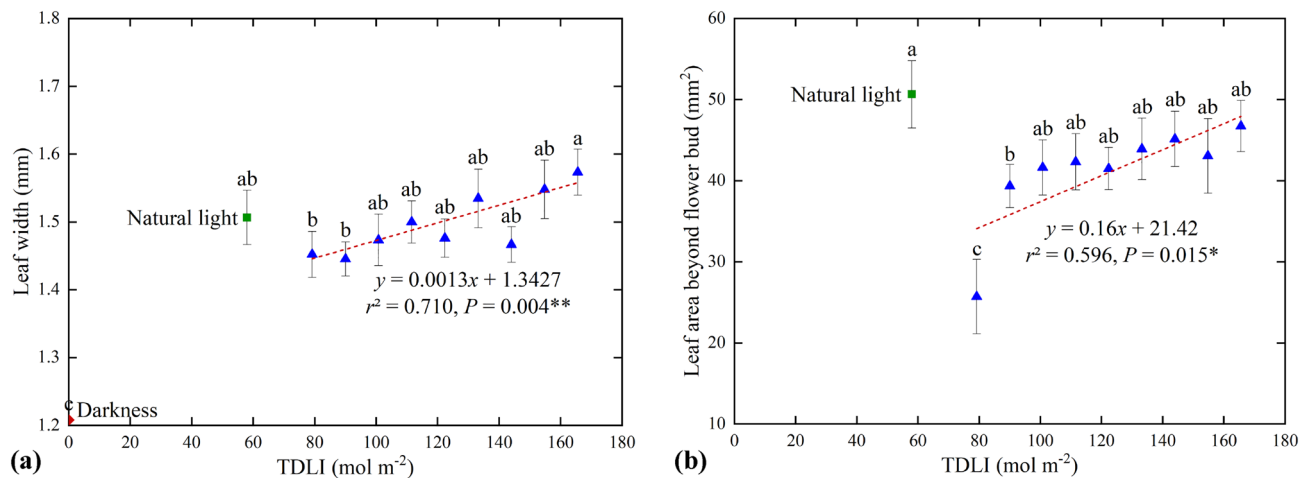 1.8
1.7
1.6
1.5
1.4
1.3
1.2
Leaf width (mm)
ab
Natural light
b
b
ab
ab
ab
ab
ab
ab
a
y = 0.0013x + 1.3427
r² = 0.710, P = 0.004**
c
Darkness
0 20 40 60 80 100 120 140 160 180
TDLI (mol m⁻²)
(a)
60
50
40
30
20
10
Leaf area beyond flower bud (mm²)
a
Natural light
c
b
ab
ab
ab
ab
ab
ab
ab
y = 0.16x + 21.42
r² = 0.596, P = 0.015*
0 20 40 60 80 100 120 140 160 180
TDLI (mol m⁻²)
(b)